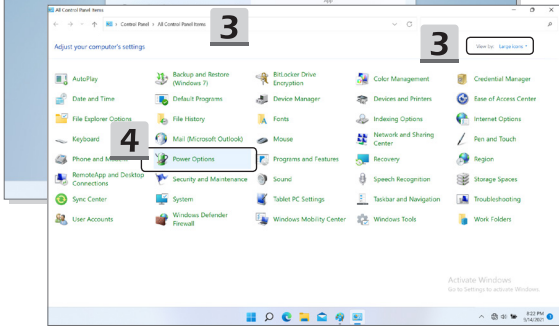 App
All Control Panel Items
Control Panel > All Control Panel Items
3
3
Adjust your computer's settings
View by: Large icons
AutoPlay
Backup and Restore
(Windows 7)
BitLocker Drive
Encryption
Color Management
Credential Manager
Date and Time
Default Programs
Device Manager
Devices and Printers
Ease of Access Center
File Explorer Options
File History
Fonts
Indexing Options
Internet Options
Keyboard
4
Mail (Microsoft Outlook)
Mouse
Network and Sharing
Center
Pen and Touch
Phone and M
Power Options
Programs and Features
Recovery
Region
RemoteApp and Desktop
Connections
Security and Maintenance
Sound
Speech Recognition
Storage Spaces
Sync Center
System
Tablet PC Settings
Taskbar and Navigation
Troubleshooting
User Accounts
Windows Defender
Firewall
Windows Mobility Center
Windows Tools
Work Folders
Activate Windows
Go to Settings to activate Windows.
8:22 PM
5/14/2021